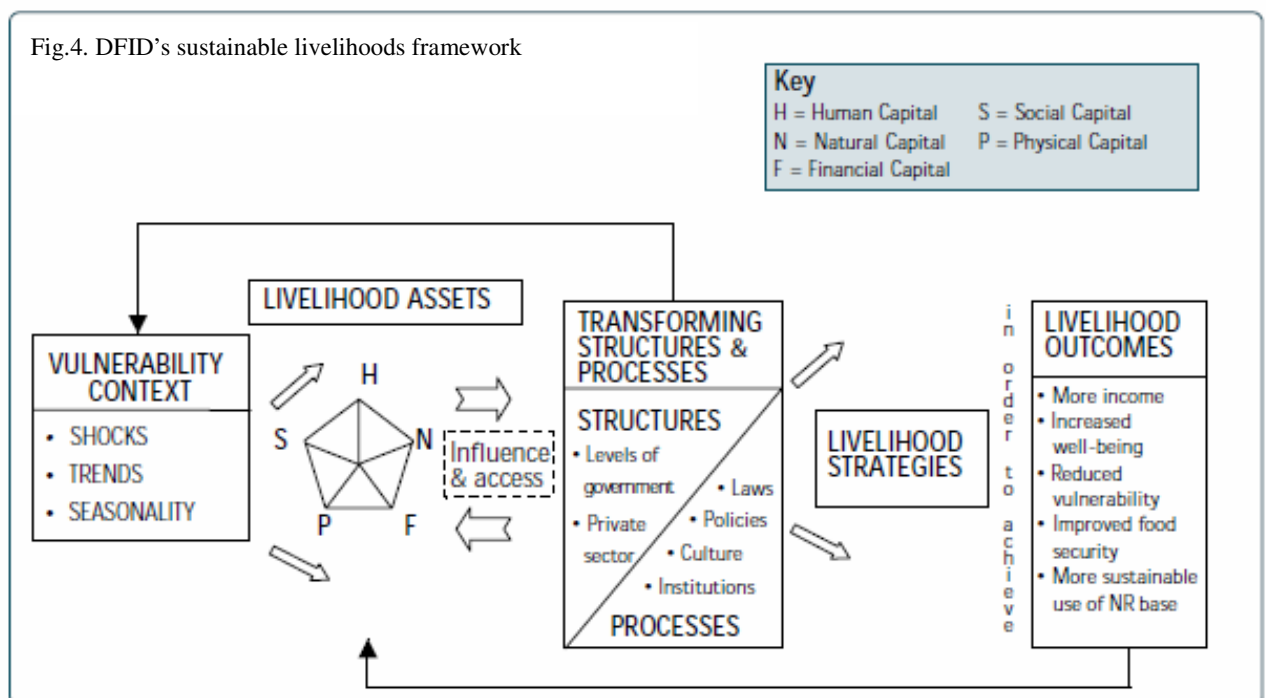 Fig.4. DFID's sustainable livelihoods framework
Key
H = Human Capital S = Social Capital
N = Natural Capital P = Physical Capital
F = Financial Capital
LIVELIHOOD ASSETS
VULNERABILITY
CONTEXT
• SHOCKS
• TRENDS
• SEASONALITY
H
S
N
P
F
Influence
& access
TRANSFORMING
STRUCTURES &
PROCESSES
STRUCTURES
• Levels of
government
• Private
sector
• Laws
• Policies
• Culture
• Institutions
PROCESSES
LIVELIHOOD
STRATEGIES
in order to achieve
LIVELIHOOD
OUTCOMES
• More income
• Increased
well-being
• Reduced
vulnerability
• Improved food
security
• More sustainable
use of NR base